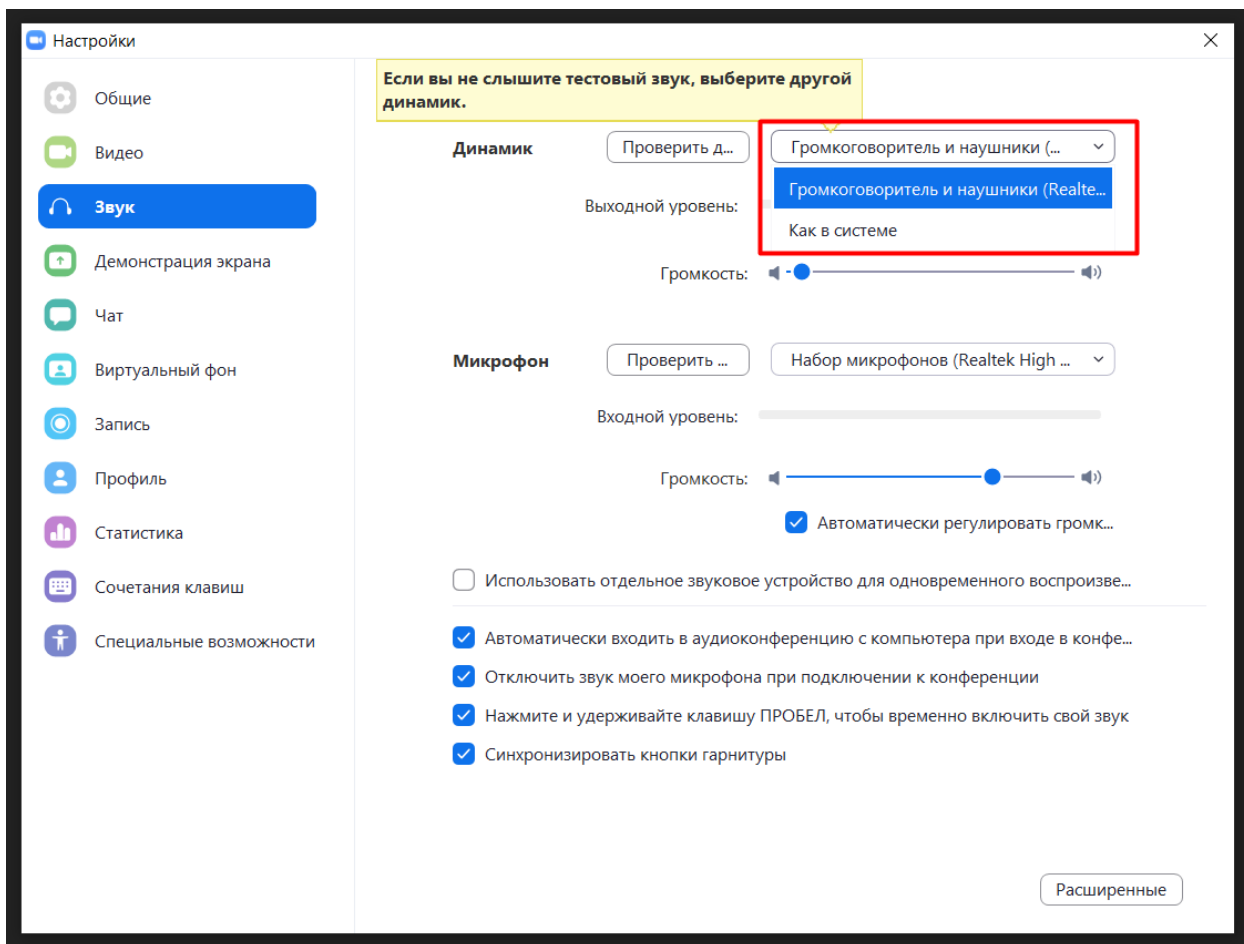 Настройки
Общие
Видео
Звук
Демонстрация экрана
Чат
Виртуальный фон
Запись
Профиль
Статистика
Сочетания клавиш
Специальные возможности
Если вы не слышите тестовый звук, выберите другой
динамик.
Динамик Проверить д... Громкоговоритель и наушники (...
Громкоговоритель и наушники (Realte...
Выходной уровень:
Как в системе
Громкость:
Микрофон Проверить ... Набор микрофонов (Realtek High ...
Входной уровень:
Громкость:
Автоматически регулировать громк...
Использовать отдельное звуковое устройство для одновременного воспроизве...
Автоматически входить в аудиоконференцию с компьютера при входе в конфе...
Отключить звук моего микрофона при подключении к конференции
Нажмите и удерживайте клавишу ПРОБЕЛ, чтобы временно включить свой звук
Синхронизировать кнопки гарнитуры
Расширенные